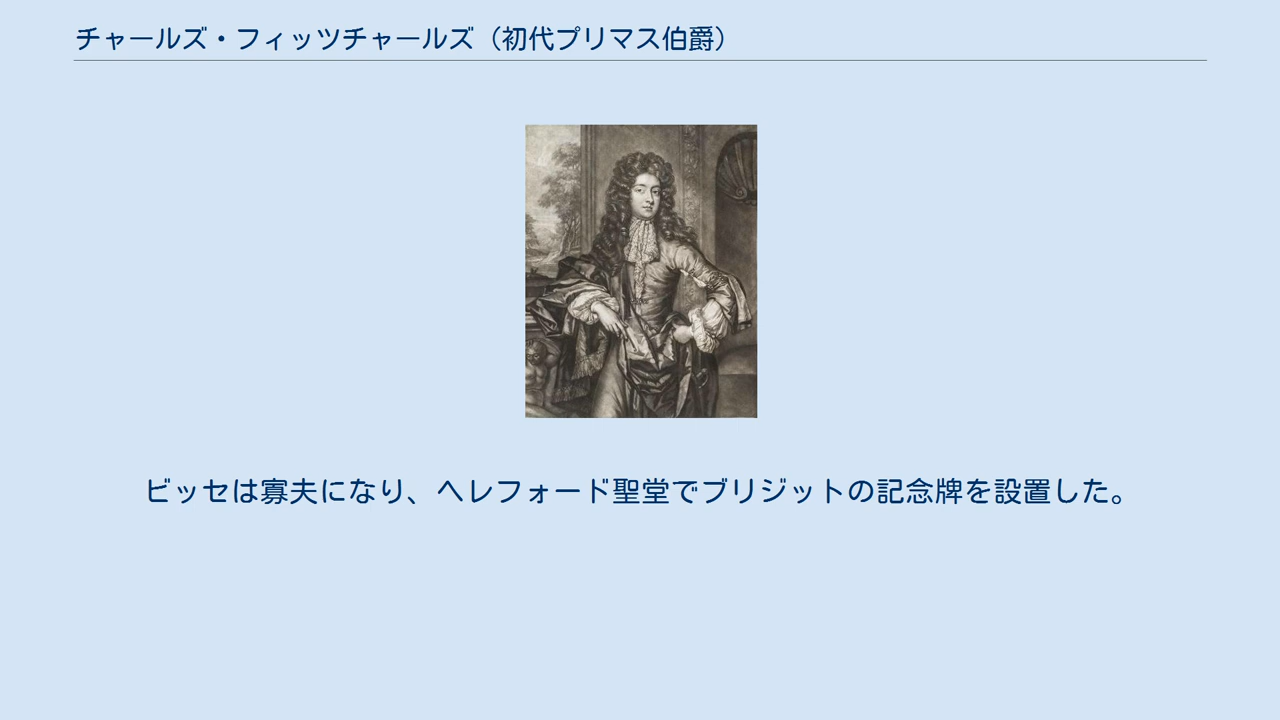 チャールズ・フィッツチャールズ（初代プリマス伯爵）
ビッセは寡夫になり、ヘレフォード聖堂でブリジットの記念牌を設置した。